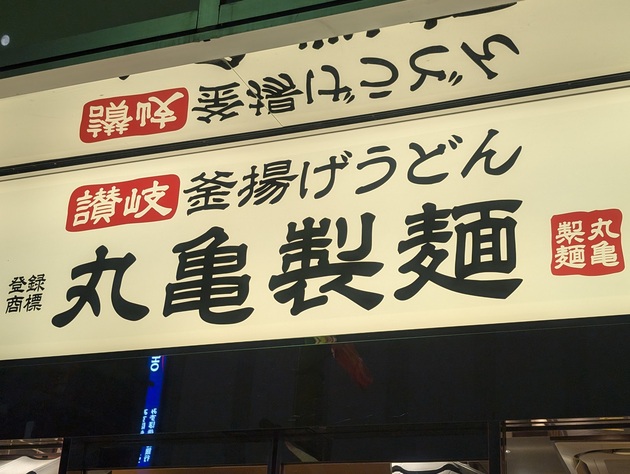 讃岐 釜揚げうどん
丸亀製麺
登録
商標
丸亀
製麺